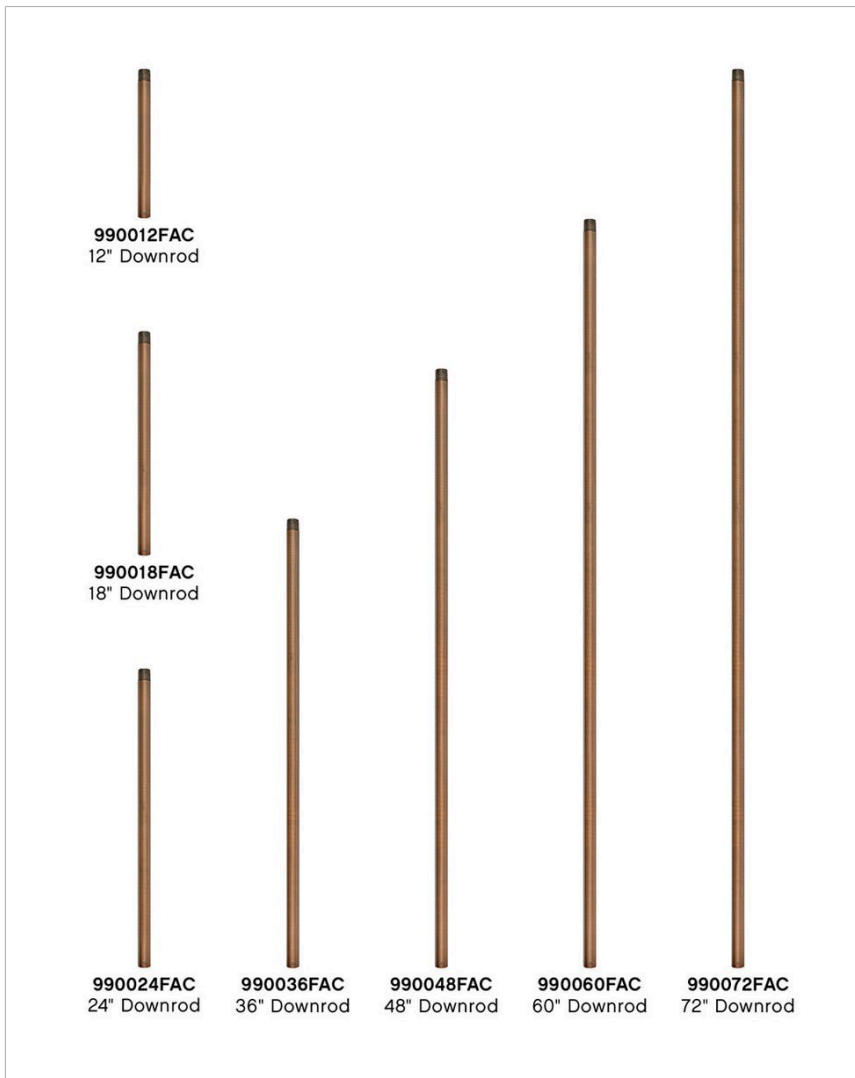 990012FAC
12" Downrod
990018FAC
18" Downrod
990024FAC
24" Downrod
990036FAC
36" Downrod
990048FAC
48" Downrod
990060FAC
60" Downrod
990072FAC
72" Downrod